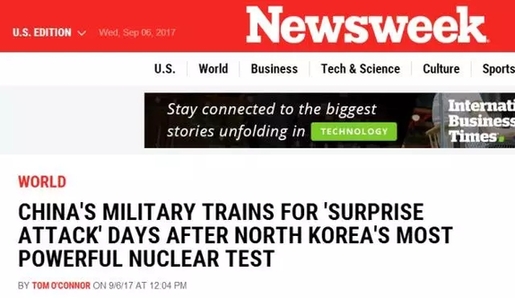 U.S. EDITION Wed, Sep 06, 2017 Newsweek
U.S. World Business Tech & Science Culture Sports
Stay connected to the biggest
stories unfolding in TECHNOLOGY
Internati
Business
Times.
WORLD
CHINA'S MILITARY TRAINS FOR 'SURPRISE
ATTACK' DAYS AFTER NORTH KOREA'S MOST
POWERFUL NUCLEAR TEST
BY TOM O'CONNOR ON 9/6/17 AT 12:04 PM